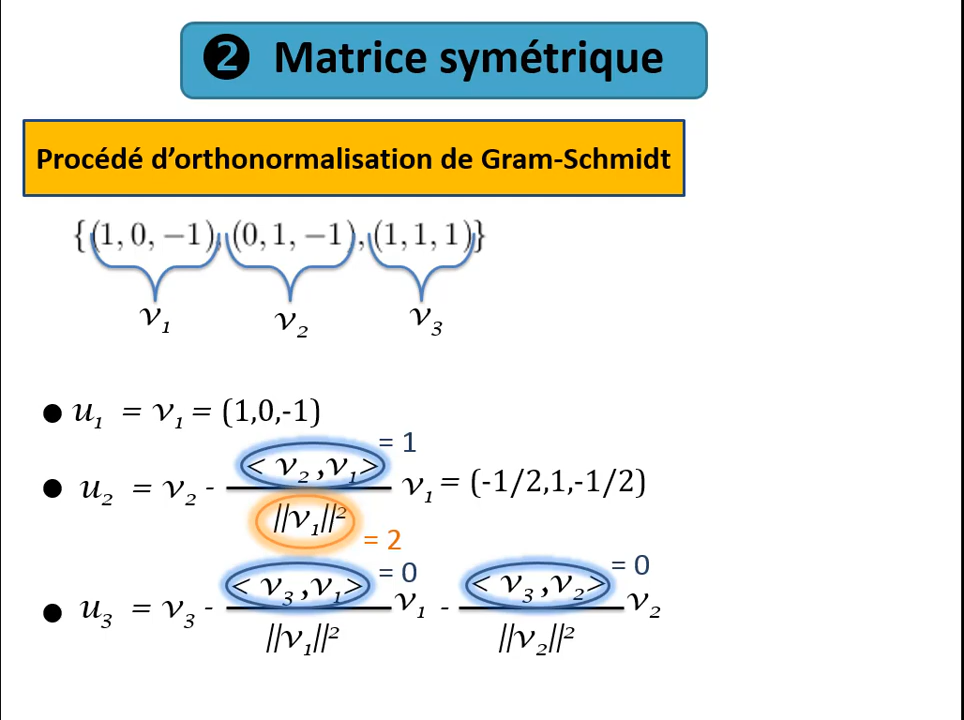 ❷ Matrice symétrique
Procédé d'orthonormalisation de Gram-Schmidt
{(1, 0, −1), (0, 1, −1), (1, 1, 1)}
v₁ v₂ v₃
● u₁ = v₁ = (1,0,-1)
● u₂ = v₂ - < v₂ ,v₁> = 1 / ||v₁||² = 2 v₁ = (-1/2,1,-1/2)
● u₃ = v₃ - < v₃ ,v₁> = 0 / ||v₁||² v₁ - < v₃ ,v₂> = 0 / ||v₂||² v₂